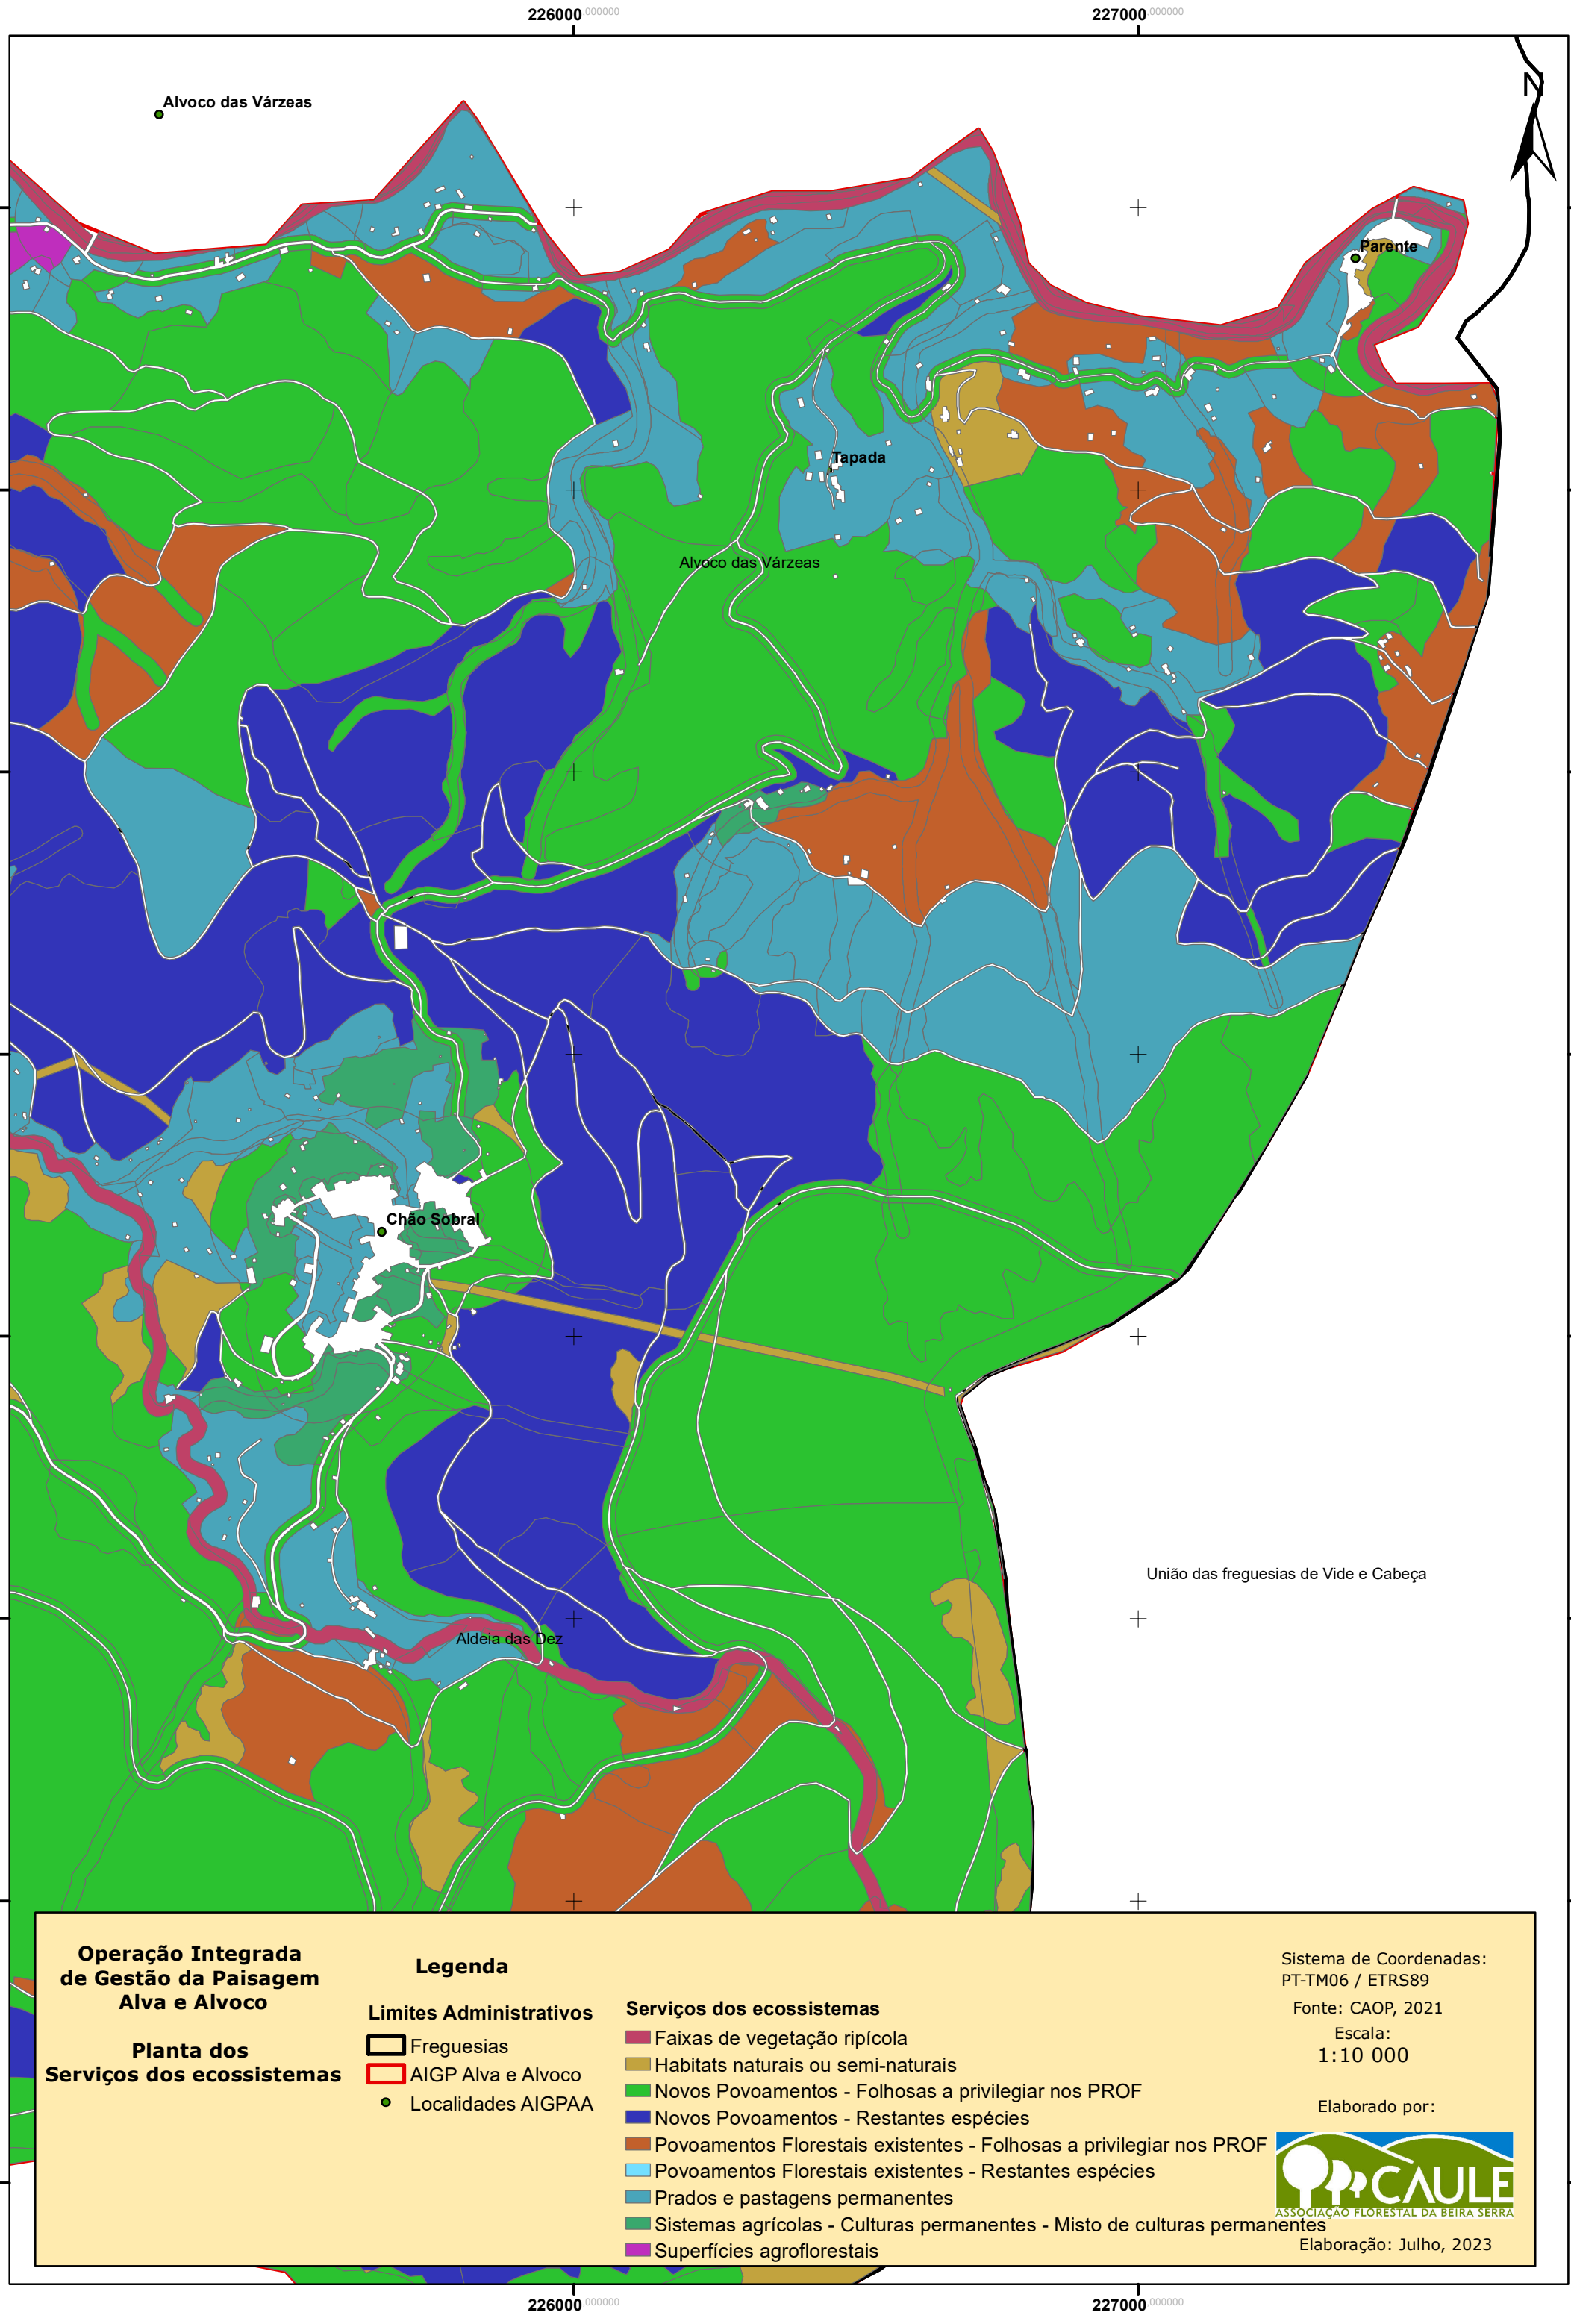 226000,000000
227000,000000
N
Alvoco das Várzeas
Parente
Tapada
Alvoco das Várzeas
Chão Sobral
União das freguesias de Vide e Cabeça
Aldeia das Dez
Operação Integrada
de Gestão da Paisagem
Alva e Alvoco
Planta dos
Serviços dos ecossistemas
Legenda
Limites Administrativos
Freguesias
AIGP Alva e Alvoco
Localidades AIGPAA
Serviços dos ecossistemas
Faixas de vegetação ripícola
Habitats naturais ou semi-naturais
Novos Povoamentos - Folhosas a privilegiar nos PROF
Novos Povoamentos - Restantes espécies
Povoamentos Florestais existentes - Folhosas a privilegiar nos PROF
Povoamentos Florestais existentes - Restantes espécies
Prados e pastagens permanentes
Sistemas agrícolas - Culturas permanentes - Misto de culturas permanentes
Superfícies agroflorestais
Sistema de Coordenadas:
PT-TM06 / ETRS89
Fonte: CAOP, 2021
Escala:
1:10 000
Elaborado por:
CAULE
ASSOCIAÇÃO FLORESTAL DA BEIRA SERRA
Elaboração: Julho, 2023
226000,000000
227000,000000